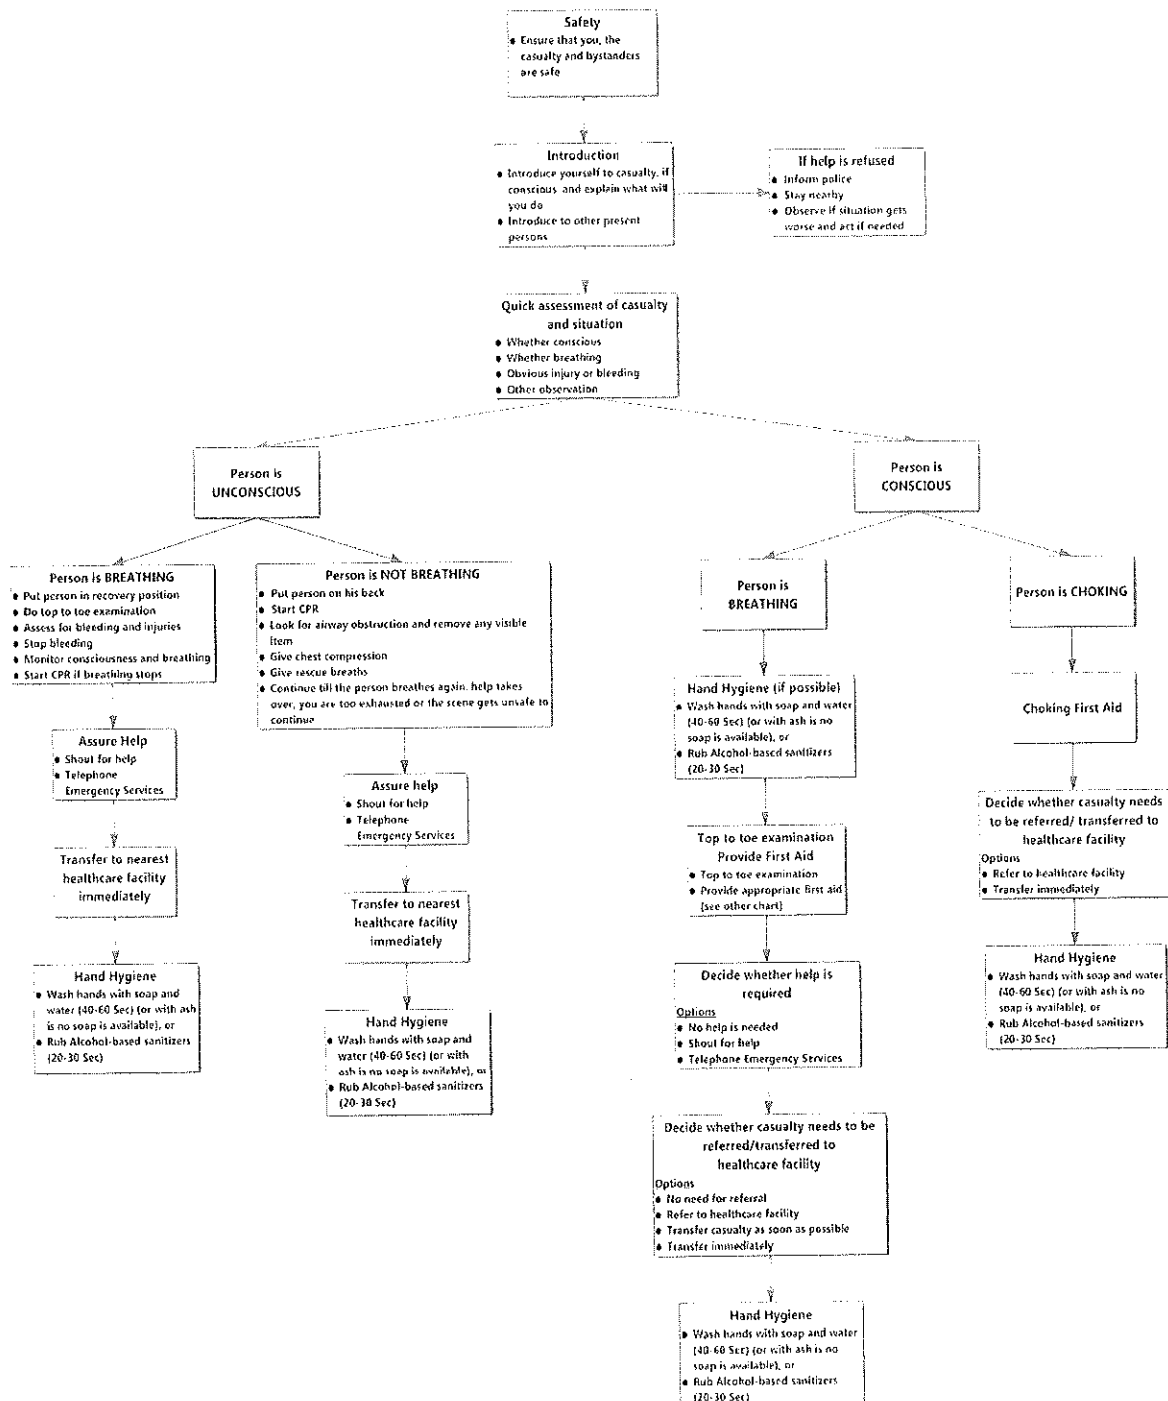 Safety
● Ensure that you, the
casualty and bystanders
are safe
Introduction
● Introduce yourself to casualty, if
conscious and explain what will
you do
● Introduce to other present
persons
If help is refused
● Inform police
● Stay nearby
● Observe if situation gets
worse and act if needed
Quick assessment of casualty
and situation
● Whether conscious
● Whether breathing
● Obvious injury or bleeding
● Other observation
Person is
UNCONSCIOUS
Person is
CONSCIOUS
Person is BREATHING
● Put person in recovery position
● Do top to toe examination
● Assess for bleeding and injuries
● Stop bleeding
● Monitor consciousness and breathing
● Start CPR if breathing stops
Person is NOT BREATHING
● Put person on his back
● Start CPR
● Look for airway obstruction and remove any visible
item
● Give chest compression
● Give rescue breaths
● Continue till the person breathes again, help takes
over, you are too exhausted or the scene gets unsafe to
continue
Person is
BREATHING
Person is CHOKING
Assure Help
● Shout for help
● Telephone
Emergency Services
Assure help
● Shout for help
● Telephone
Emergency Services
Hand Hygiene (if possible)
● Wash hands with soap and water
(40-60 Sec) (or with ash is no
soap is available), or
● Rub Alcohol-based sanitizers
(20-30 Sec)
Choking First Aid
Transfer to nearest
healthcare facility
immediately
Transfer to nearest
healthcare facility
immediately
Top to toe examination
Provide First Aid
● Top to toe examination
● Provide appropriate first aid
(see other chart)
Decide whether casualty needs
to be referred/ transferred to
healthcare facility
Options
● Refer to healthcare facility
● Transfer immediately
Hand Hygiene
● Wash hands with soap and
water (40-60 Sec) (or with ash
is no soap is available), or
● Rub Alcohol-based sanitizers
(20-30 Sec)
Hand Hygiene
● Wash hands with soap and
water (40-60 Sec) (or with
ash is no soap is available), or
● Rub Alcohol-based sanitizers
(20-30 Sec)
Decide whether help is
required
Options
● No help is needed
● Shout for help
● Telephone Emergency Services
Hand Hygiene
● Wash hands with soap and water
(40-60 Sec) (or with ash is no
soap is available), or
● Rub Alcohol-based sanitizers
(20-30 Sec)
Decide whether casualty needs to be
referred/transferred to
healthcare facility
Options
● No need for referral
● Refer to healthcare facility
● Transfer casualty as soon as possible
● Transfer immediately
Hand Hygiene
● Wash hands with soap and water
(40-60 Sec) (or with ash is no
soap is available), or
● Rub Alcohol-based sanitizers
(20-30 Sec)